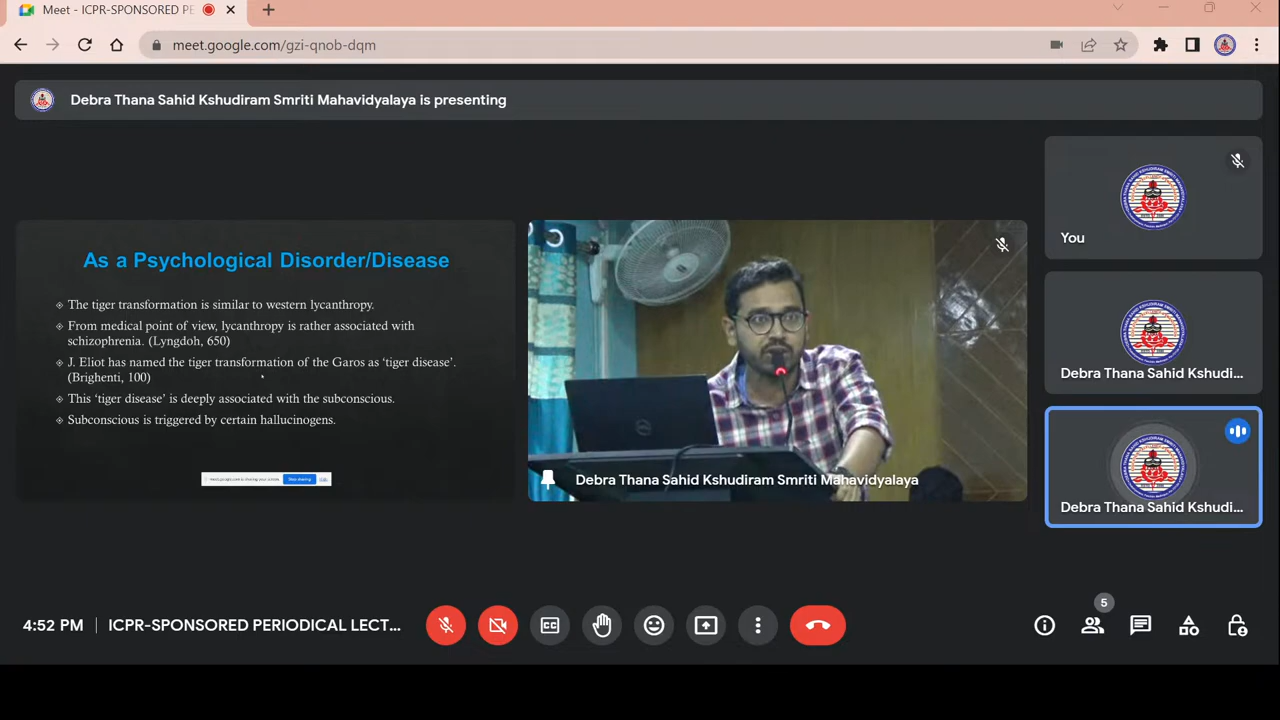 Meet - ICPR-SPONSORED PE
meet.google.com/gzi-qnob-dqm
Debra Thana Sahid Kshudiram Smriti Mahavidyalaya is presenting
As a Psychological Disorder/Disease
The tiger transformation is similar to western lycanthropy.
From medical point of view, lycanthropy is rather associated with
schizophrenia. (Lyngdoh, 650)
J. Eliot has named the tiger transformation of the Garos as ‘tiger disease’.
(Brighenti, 100)
This ‘tiger disease’ is deeply associated with the subconscious.
Subconscious is triggered by certain hallucinogens.
Stop sharing
Debra Thana Sahid Kshudiram Smriti Mahavidyalaya
You
Debra Thana Sahid Kshudi...
Debra Thana Sahid Kshudi...
4:52 PM | ICPR-SPONSORED PERIODICAL LECT...
CC
5